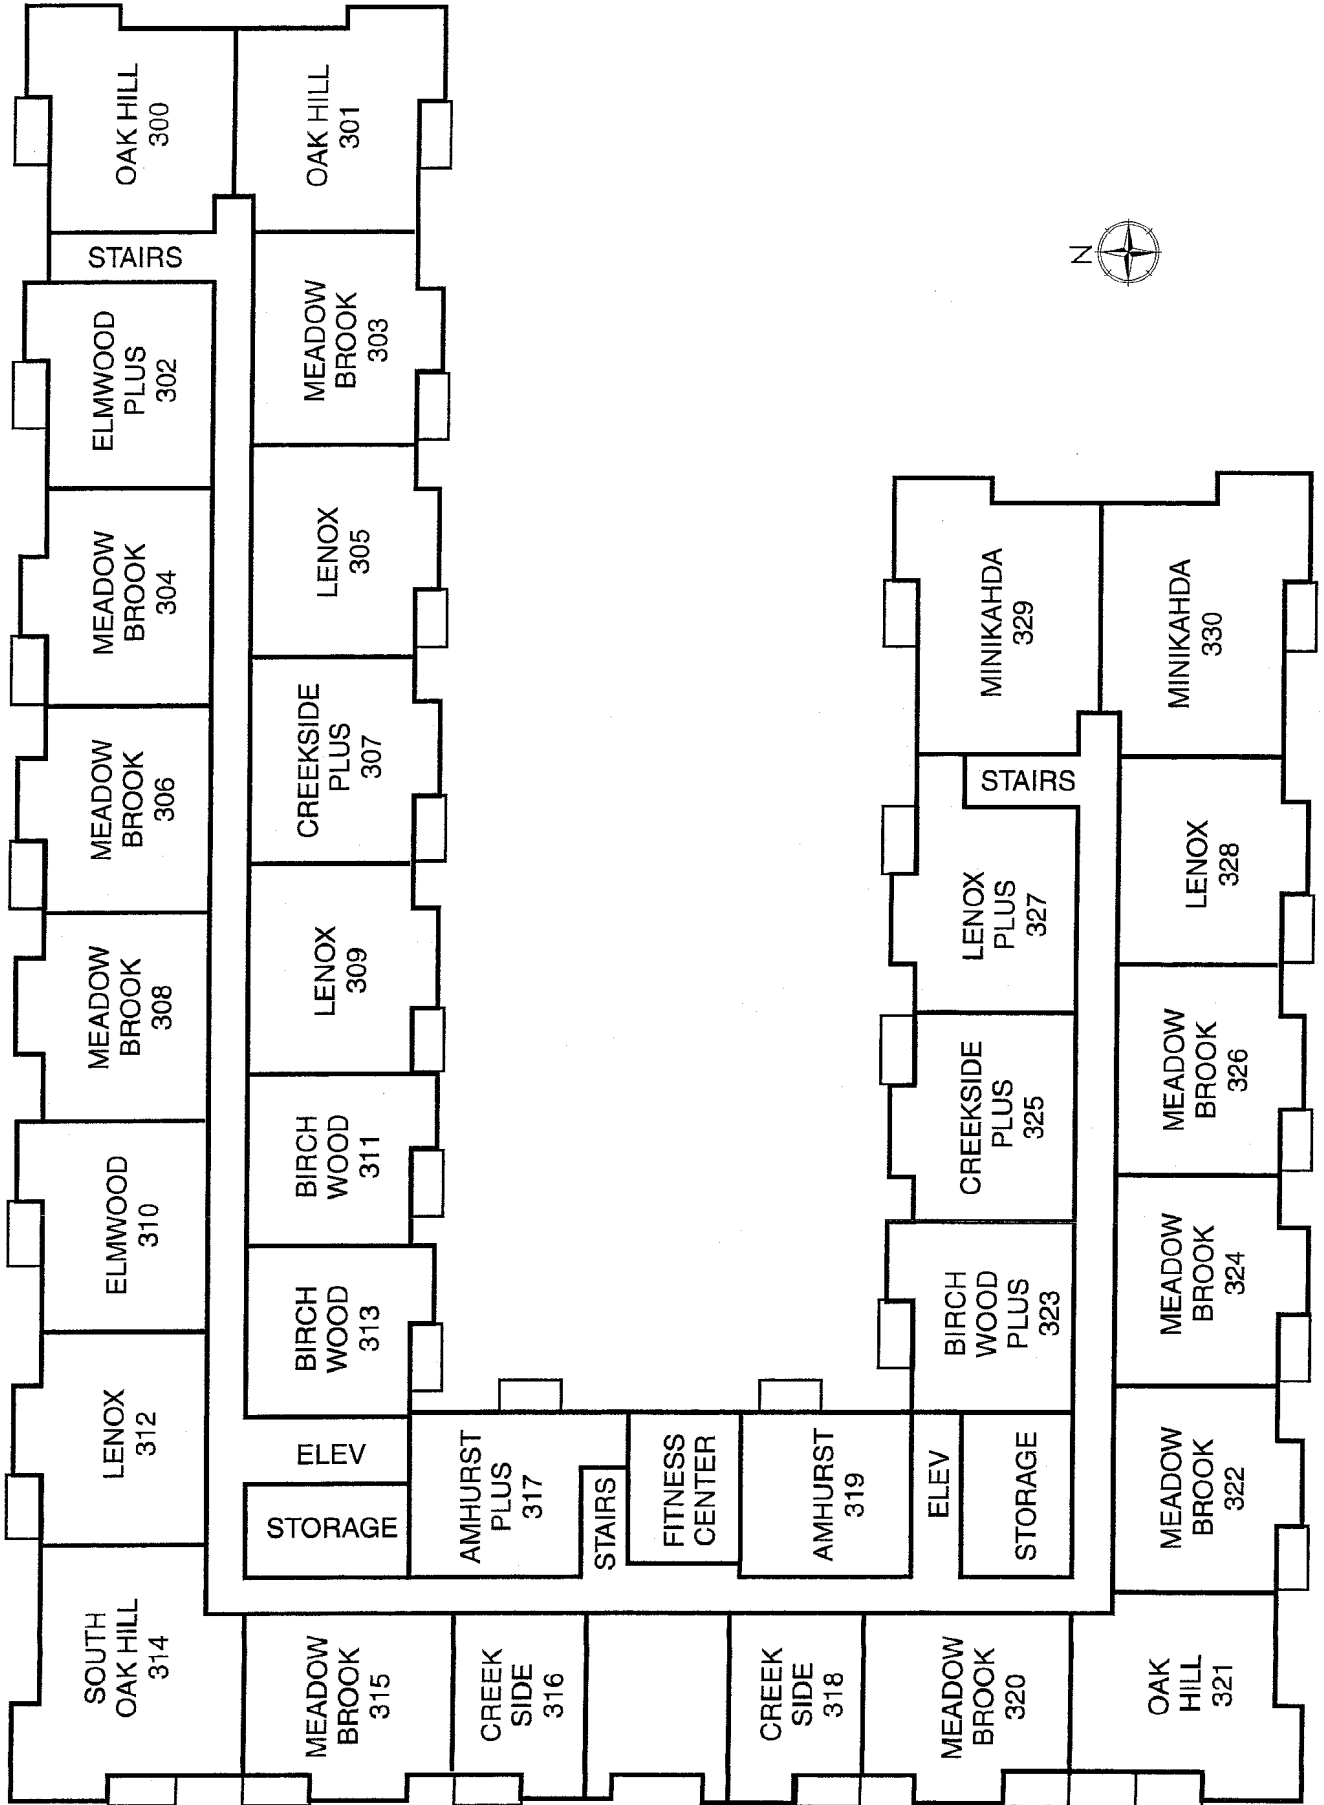 OAK HILL
300
OAK HILL
301
STAIRS
ELMWOOD
PLUS
302
MEADOW
BROOK
303
N
MEADOW
BROOK
304
LENOX
305
MEADOW
BROOK
306
CREEKSIDE
PLUS
307
MINIKAHDA
329
MINIKAHDA
330
STAIRS
MEADOW
BROOK
308
LENOX
309
LENOX
PLUS
327
LENOX
328
ELMWOOD
310
BIRCH
WOOD
311
CREEKSIDE
PLUS
325
MEADOW
BROOK
326
LENOX
312
BIRCH
WOOD
313
BIRCH
WOOD
PLUS
323
MEADOW
BROOK
324
ELEV
STORAGE
AMHURST
PLUS
317
STAIRS
FITNESS
CENTER
AMHURST
319
ELEV
STORAGE
MEADOW
BROOK
322
SOUTH
OAK HILL
314
MEADOW
BROOK
315
CREEK
SIDE
316
CREEK
SIDE
318
MEADOW
BROOK
320
OAK
HILL
321